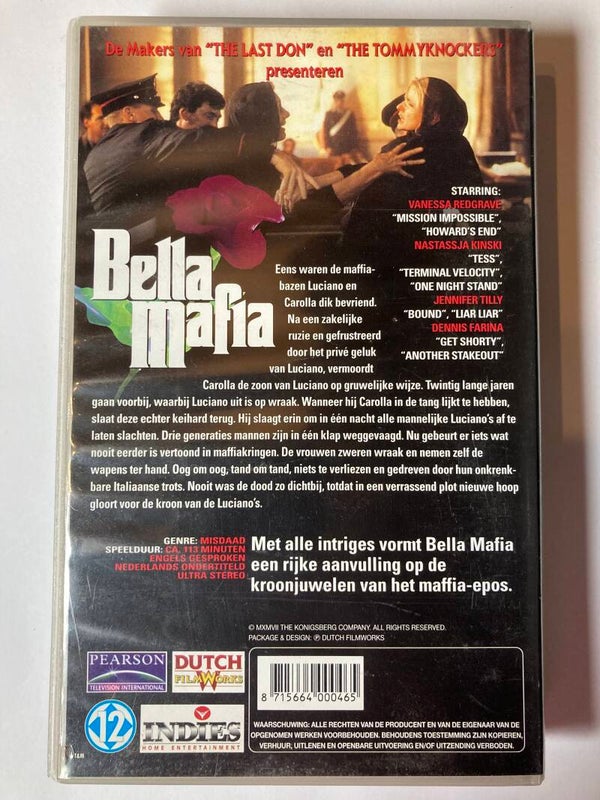 De Makers van "THE LAST DON" en "THE TOMMYKNOCKERS"
presenteren
STARRING:
VANESSA REDGRAVE
"MISSION IMPOSSIBLE",
"HOWARD'S END"
NASTASSJA KINSKI
"TESS",
"TERMINAL VELOCITY",
"ONE NIGHT STAND"
JENNIFER TILLY
"BOUND", "LIAR LIAR"
DENNIS FARINA
"GET SHORTY",
"ANOTHER STAKEOUT"
Bella
Mafia
Eens waren de maffia-
bazen Luciano en
Carolla dik bevriend.
Na een zakelijke
ruzie en gefrustreerd
door het privé geluk
van Luciano, vermoordt
Carolla de zoon van Luciano op gruwelijke wijze. Twintig lange jaren
gaan voorbij, waarbij Luciano uit is op wraak. Wanneer hij Carolla in de tang lijkt te hebben,
slaat deze echter keihard terug. Hij slaagt erin om in één nacht alle mannelijke Luciano's af te
laten slachten. Drie generaties mannen zijn in één klap weggevaagd. Nu gebeurt er iets wat
nooit eerder is vertoond in maffiakringen. De vrouwen zweren wraak en nemen zelf de
wapens ter hand. Oog om oog, tand om tand, niets te verliezen en gedreven door hun onkrenk-
bare Italiaanse trots. Nooit was de dood zo dichtbij, totdat in een verrassend plot nieuwe hoop
gloort voor de kroon van de Luciano's.
GENRE: MISDAAD
SPEELDUUR: CA. 113 MINUTEN
ENGELS GESPROKEN
NEDERLANDS ONDERTITELD
ULTRA STEREO
Met alle intriges vormt Bella Mafia
een rijke aanvulling op de
kroonjuwelen van het maffia-epos.
© MXMVII THE KONIGSBERG COMPANY. ALL RIGHTS RESERVED.
PACKAGE & DESIGN: ℗ DUTCH FILMWORKS
PEARSON
TELEVISION INTERNATIONAL
DUTCH
FILMWORKS
8 715664 000465
12
INDIES
HOME ENTERTAINMENT
WAARSCHUWING: ALLE RECHTEN VAN DE PRODUCENT EN VAN DE EIGENAAR VAN DE
OPGENOMEN WERKEN VOORBEHOUDEN. BEHOUDENS TOESTEMMING ZIJN KOPIEREN,
VERHUUR, UITLENEN EN OPENBARE UITVOERING EN/OF UITZENDING VERBODEN.